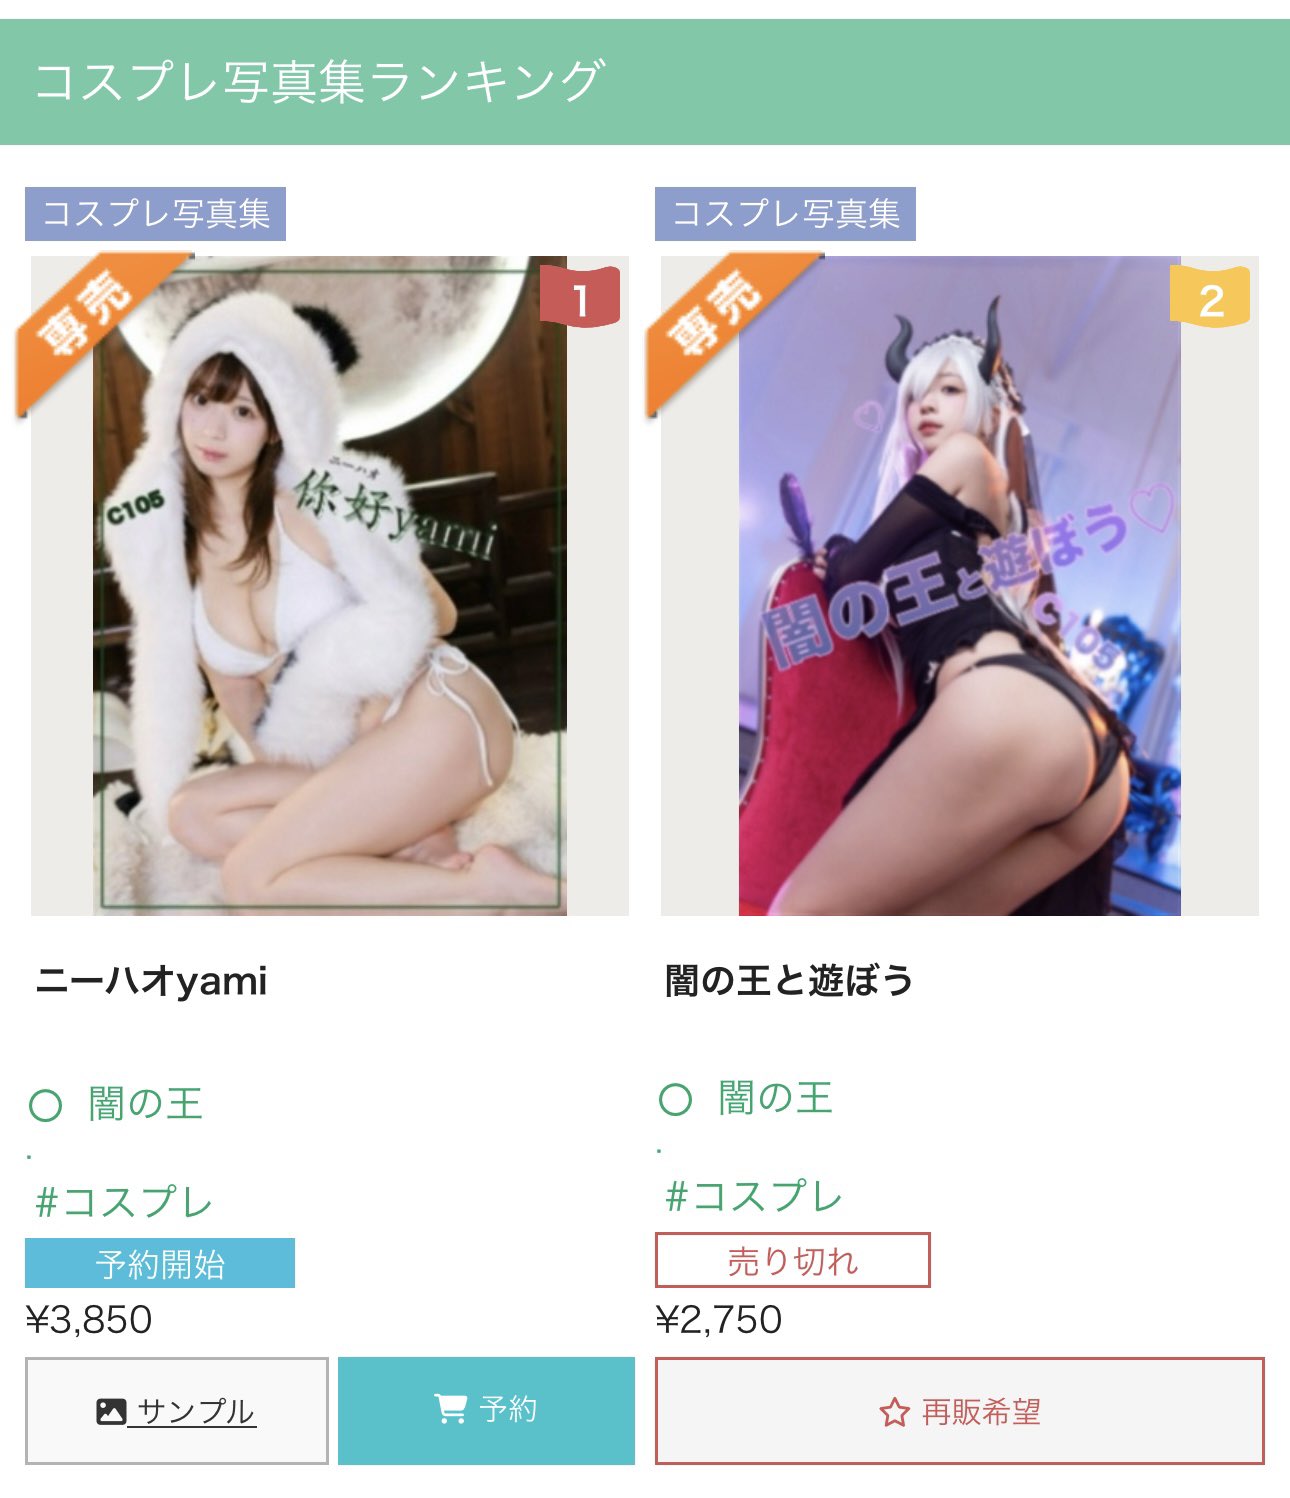 コスプレ写真集ランキング
コスプレ写真集
専売
1
C105
ニーハオ
你好yami
ニーハオyami
闇の王
.
#コスプレ
予約開始
¥3,850
サンプル
予約
コスプレ写真集
専売
2
闇の王と遊ぼう♡
C105
闇の王と遊ぼう
闇の王
.
#コスプレ
売り切れ
¥2,750
再販希望